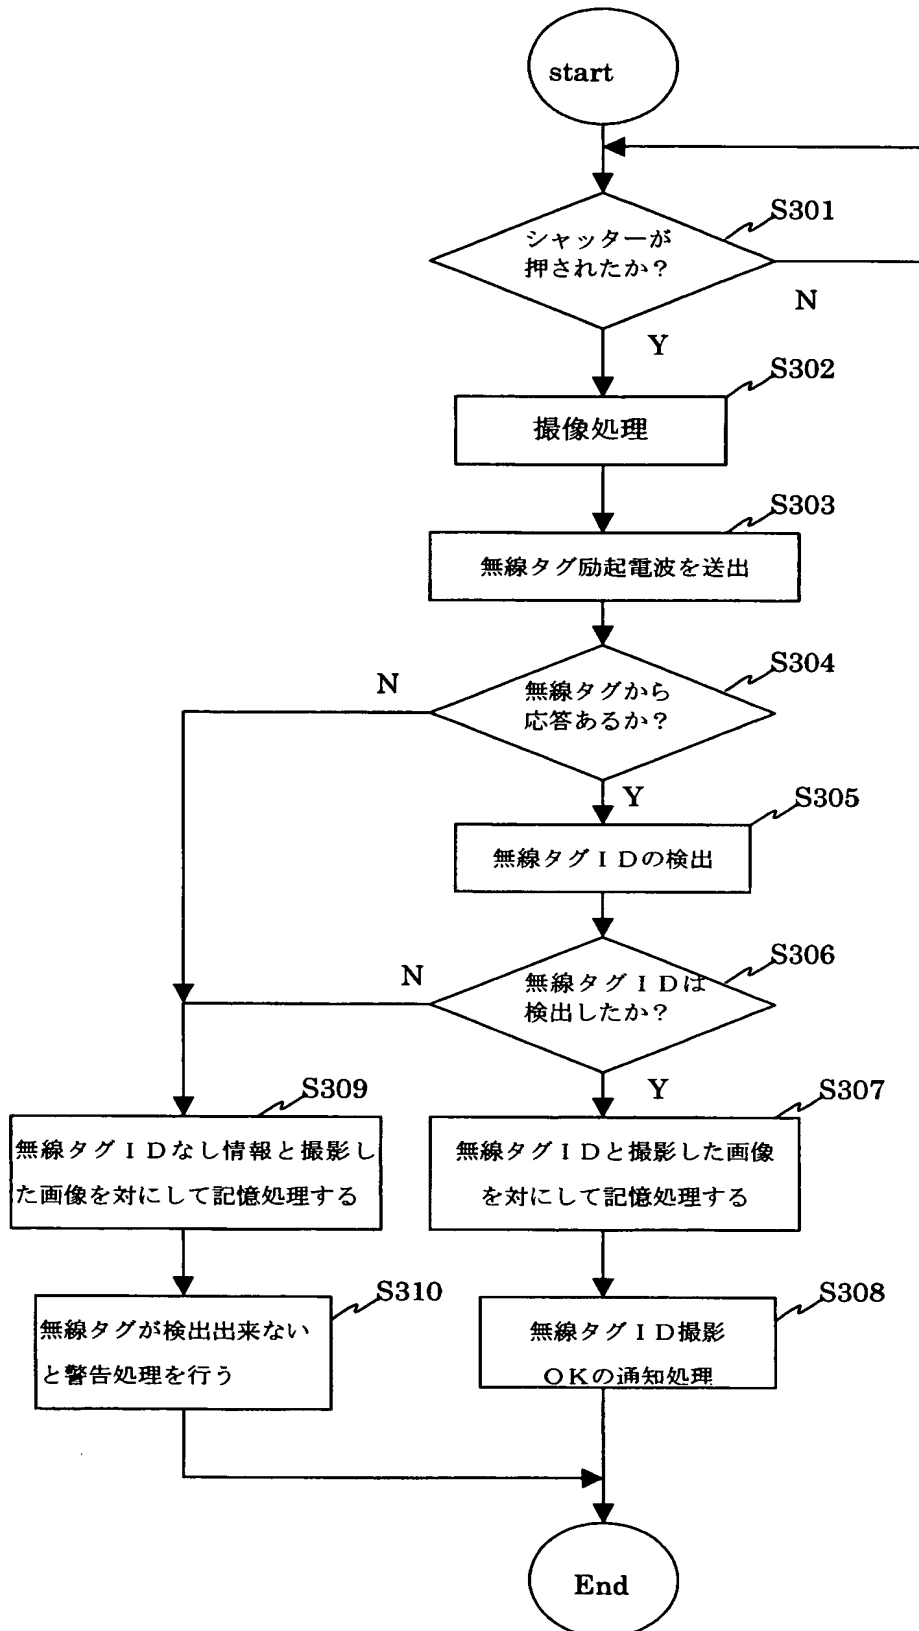 start
S301
シャッターが
押されたか？
N
Y
S302
撮像処理
S303
無線タグ励起電波を送出
S304
N
無線タグから
応答あるか？
Y
S305
無線タグＩＤの検出
S306
N
無線タグＩＤは
検出したか？
Y
S309
無線タグＩＤなし情報と撮影し
た画像を対にして記憶処理する
S307
無線タグＩＤと撮影した画像
を対にして記憶処理する
S310
無線タグが検出出来ない
と警告処理を行う
S308
無線タグＩＤ撮影
ＯＫの通知処理
End